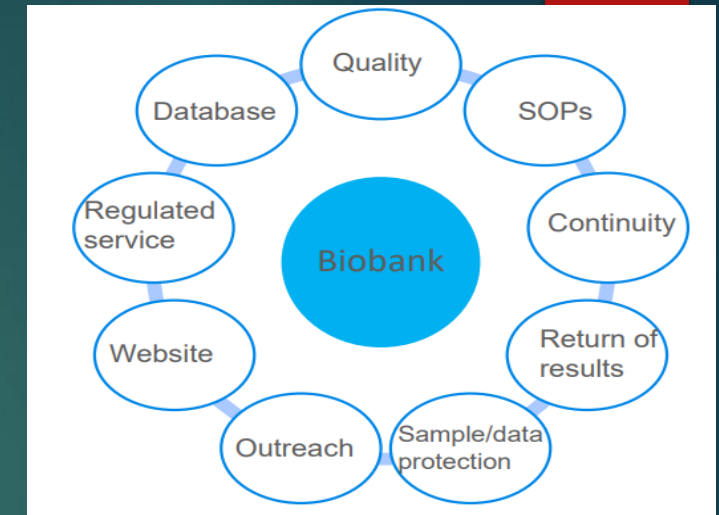 Quality
SOPs
Continuity
Return of
results
Sample/data
protection
Outreach
Website
Regulated
service
Database
Biobank